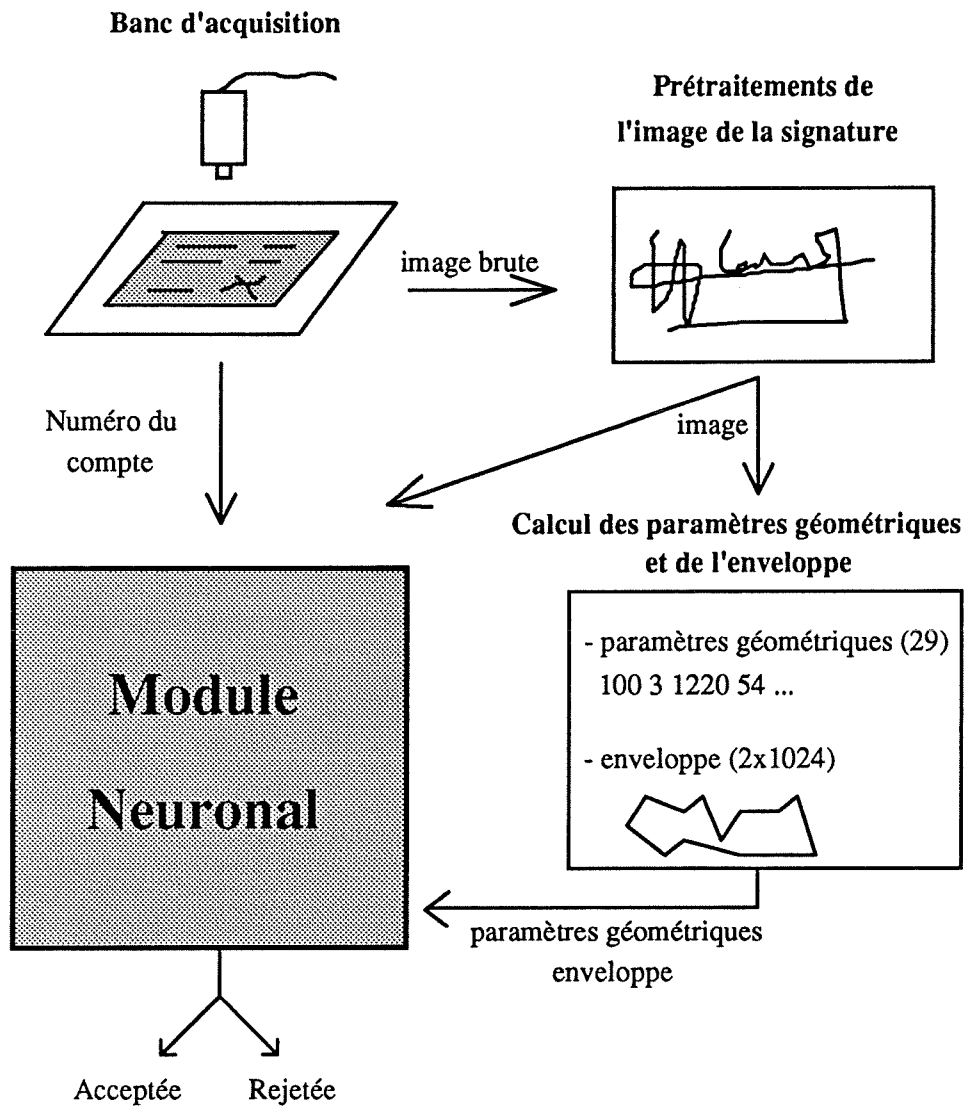 Banc d'acquisition
Prétraitements de
l'image de la signature
image brute
Numéro du
compte
image
Calcul des paramètres géométriques
et de l'enveloppe
- paramètres géométriques (29)
100 3 1220 54 ...
- enveloppe (2x1024)
Module
Neuronal
paramètres géométriques
enveloppe
Acceptée
Rejetée